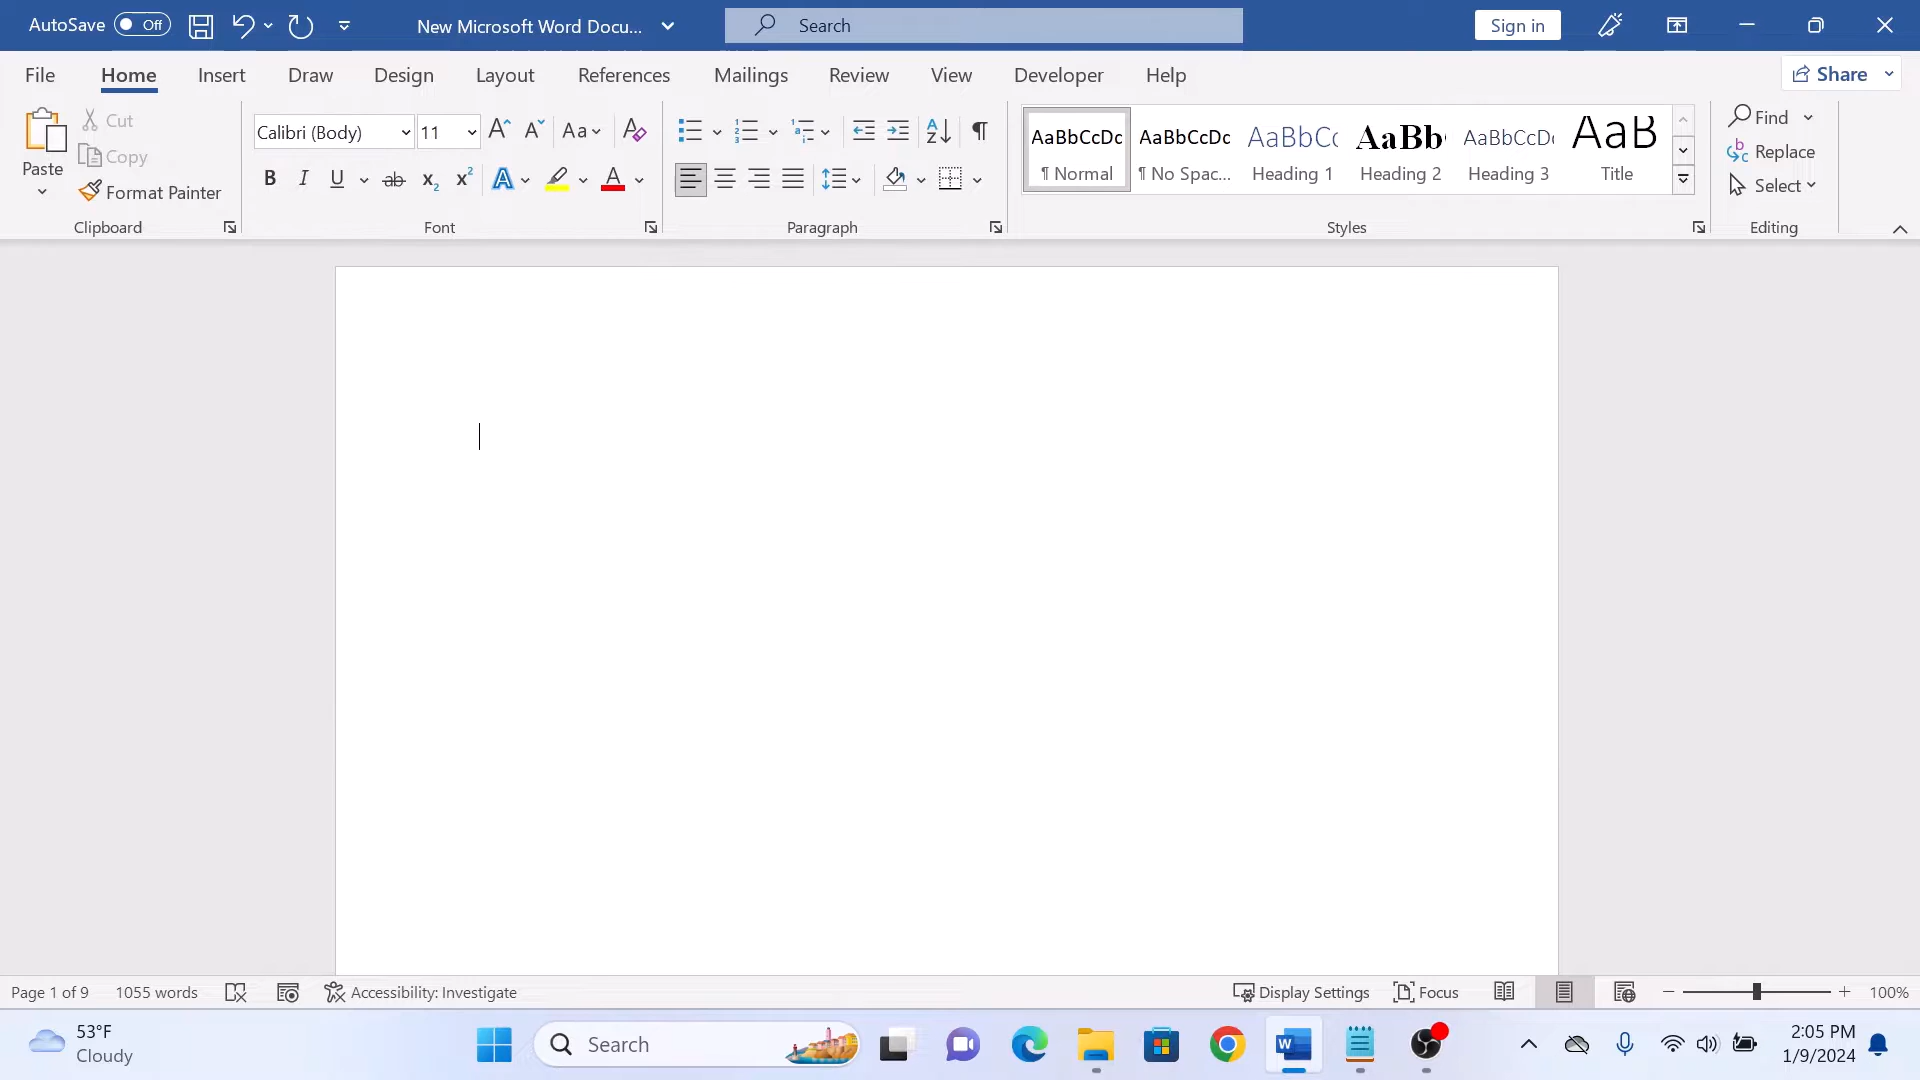 AutoSave Off New Microsoft Word Docu... Search Sign in
File Home Insert Draw Design Layout References Mailings Review View Developer Help Share
Paste
Cut
Copy
Format Painter
Clipboard
Calibri (Body) 11
Font
Paragraph
AaBbCcDc AaBbCcDc AaBbCc AaBb AaBbCcD AaB
¶ Normal ¶ No Spac... Heading 1 Heading 2 Heading 3 Title
Styles
Find
Replace
Select
Editing
Page 1 of 9 1055 words Accessibility: Investigate Display Settings Focus 100%
53°F
Cloudy
Search
2:05 PM
1/9/2024